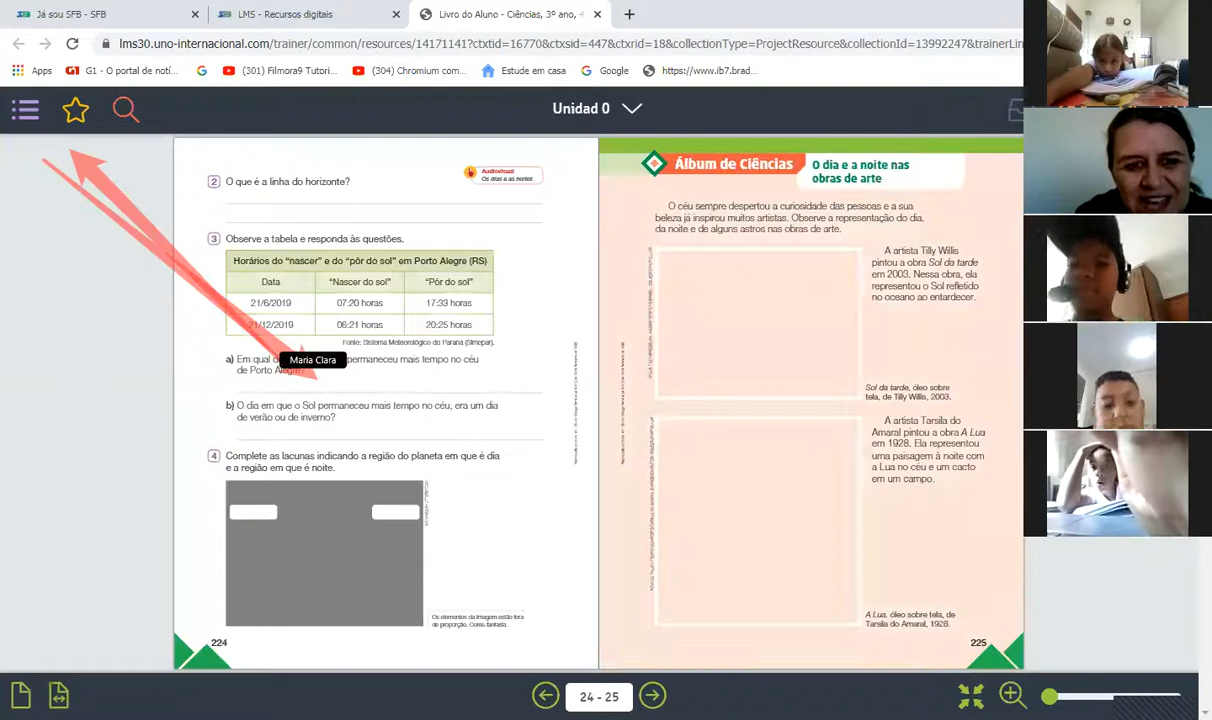 Já sou SFB - SFB
LMS - Recursos digitais
Livro do Aluno - Ciências, 3º ano, 4
lms30.uno-internacional.com/trainer/common/resources/14171141?ctxtid=16770&ctxsid=447&ctxrid=18&collectionType=ProjectResource&collectionId=13992247&trainerLin
Apps
G1 - O portal de notí...
(301) Filmora9 Tutori...
(304) Chromium com...
Estude em casa
Google
https://www.ib7.brad...
Unidad 0
2 O que é a linha do horizonte?
Audiovisual
Os dias e as noites
3 Observe a tabela e responda às questões.
Horários do “nascer” e do “pôr do sol” em Porto Alegre (RS)
Data “Nascer do sol” “Pôr do sol”
21/6/2019 07:20 horas 17:33 horas
21/12/2019 06:21 horas 20:25 horas
Fonte: Sistema Meteorológico do Paraná (Simepar).
a) Em qual permaneceu mais tempo no céu
de Porto Alegre?
Maria Clara
b) O dia em que o Sol permaneceu mais tempo no céu, era um dia
de verão ou de inverno?
4 Complete as lacunas indicando a região do planeta em que é dia
e a região em que é noite.
Os elementos da imagem estão fora
de proporção. Cores-fantasia.
224
Álbum de Ciências
O dia e a noite nas
obras de arte
O céu sempre despertou a curiosidade das pessoas e a sua
beleza já inspirou muitos artistas. Observe a representação do dia,
da noite e de alguns astros nas obras de arte.
A artista Tilly Willis
pintou a obra Sol da tarde
em 2003. Nessa obra, ela
representou o Sol refletido
no oceano ao entardecer.
Sol da tarde, óleo sobre
tela, de Tilly Willis, 2003.
A artista Tarsila do
Amaral pintou a obra A Lua
em 1928. Ela representou
uma paisagem à noite com
a Lua no céu e um cacto
em um campo.
A Lua, óleo sobre tela, de
Tarsila do Amaral, 1928.
225
24 - 25